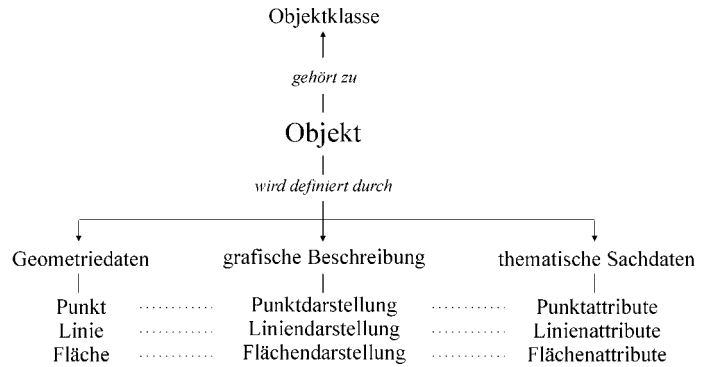 Objektklasse
gehört zu
Objekt
wird definiert durch
Geometriedaten grafische Beschreibung thematische Sachdaten
Punkt Punktdarstellung Punktattribute
Linie Liniendarstellung Linienattribute
Fläche Flächendarstellung Flächenattribute